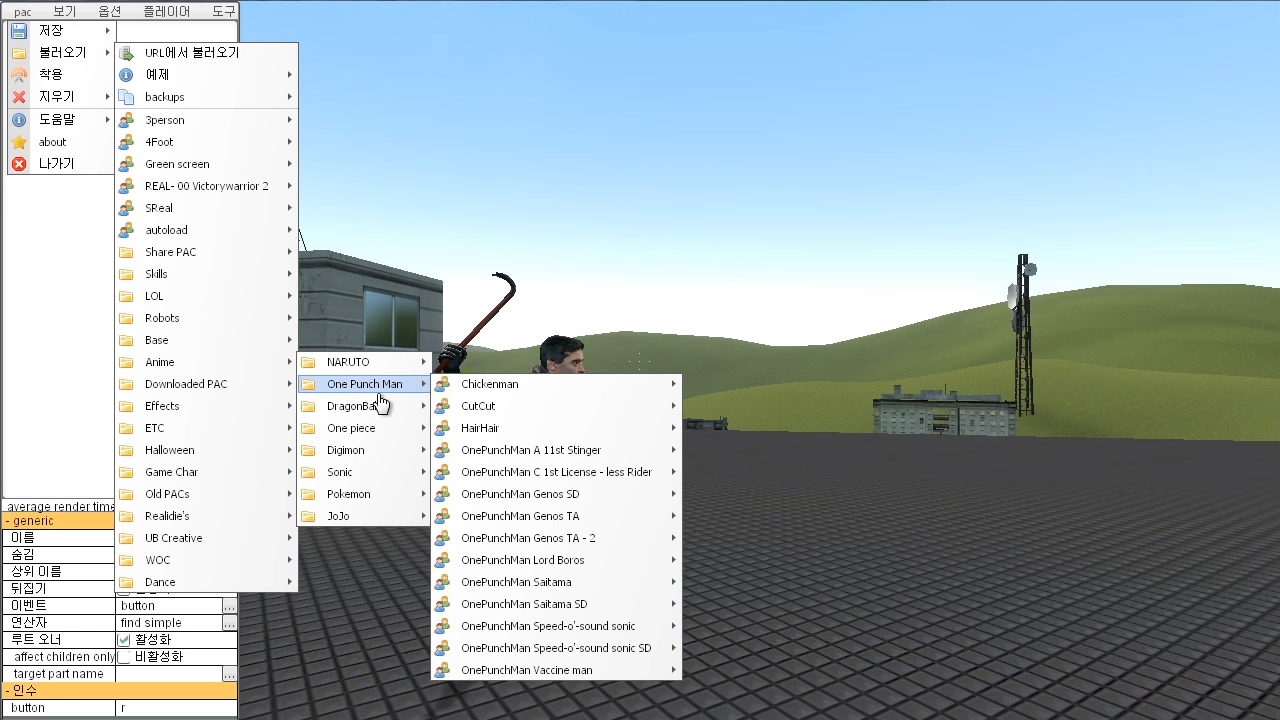 pac 보기 옵션 플레이어 도구
저장
불러오기
착용
지우기
도움말
about
나가기
URL에서 불러오기
예제
backups
3person
4Foot
Green screen
REAL- 00 Victorywarrior 2
SReal
autoload
Share PAC
Skills
LOL
Robots
Base
Anime
Downloaded PAC
Effects
ETC
Halloween
Game Char
Old PACs
Realidie's
UB Creative
WOC
Dance
NARUTO
One Punch Man
One piece
Digimon
Sonic
Pokemon
JoJo
Chickenman
CutCut
HairHair
OnePunchMan A 11st Stinger
OnePunchMan C 1st License - less Rider
OnePunchMan Genos SD
OnePunchMan Genos TA
OnePunchMan Genos TA - 2
OnePunchMan Lord Boros
OnePunchMan Saitama
OnePunchMan Saitama SD
OnePunchMan Speed-o'-sound sonic
OnePunchMan Speed-o'-sound sonic SD
OnePunchMan Vaccine man
average render time
- generic
이름
숨김
상위 이름
뒤집기
이벤트 button ...
연산자 find simple ...
루트 오너 활성화
affect children only 비활성화
target part name ...
- 인수
button r